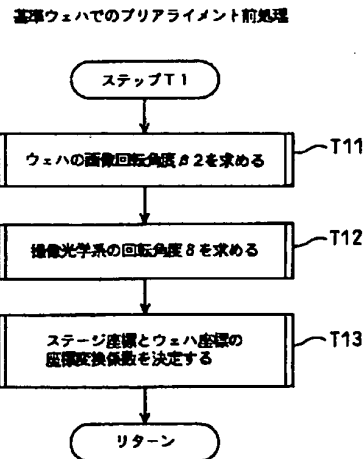 基準ウェハでのプリアライメント前処理
ステップT1
ウェハの画像回転角度β2を求める
T11
撮像光学系の回転角度δを求める
T12
ステージ座標とウェハ座標の
座標変換係数を決定する
T13
リターン